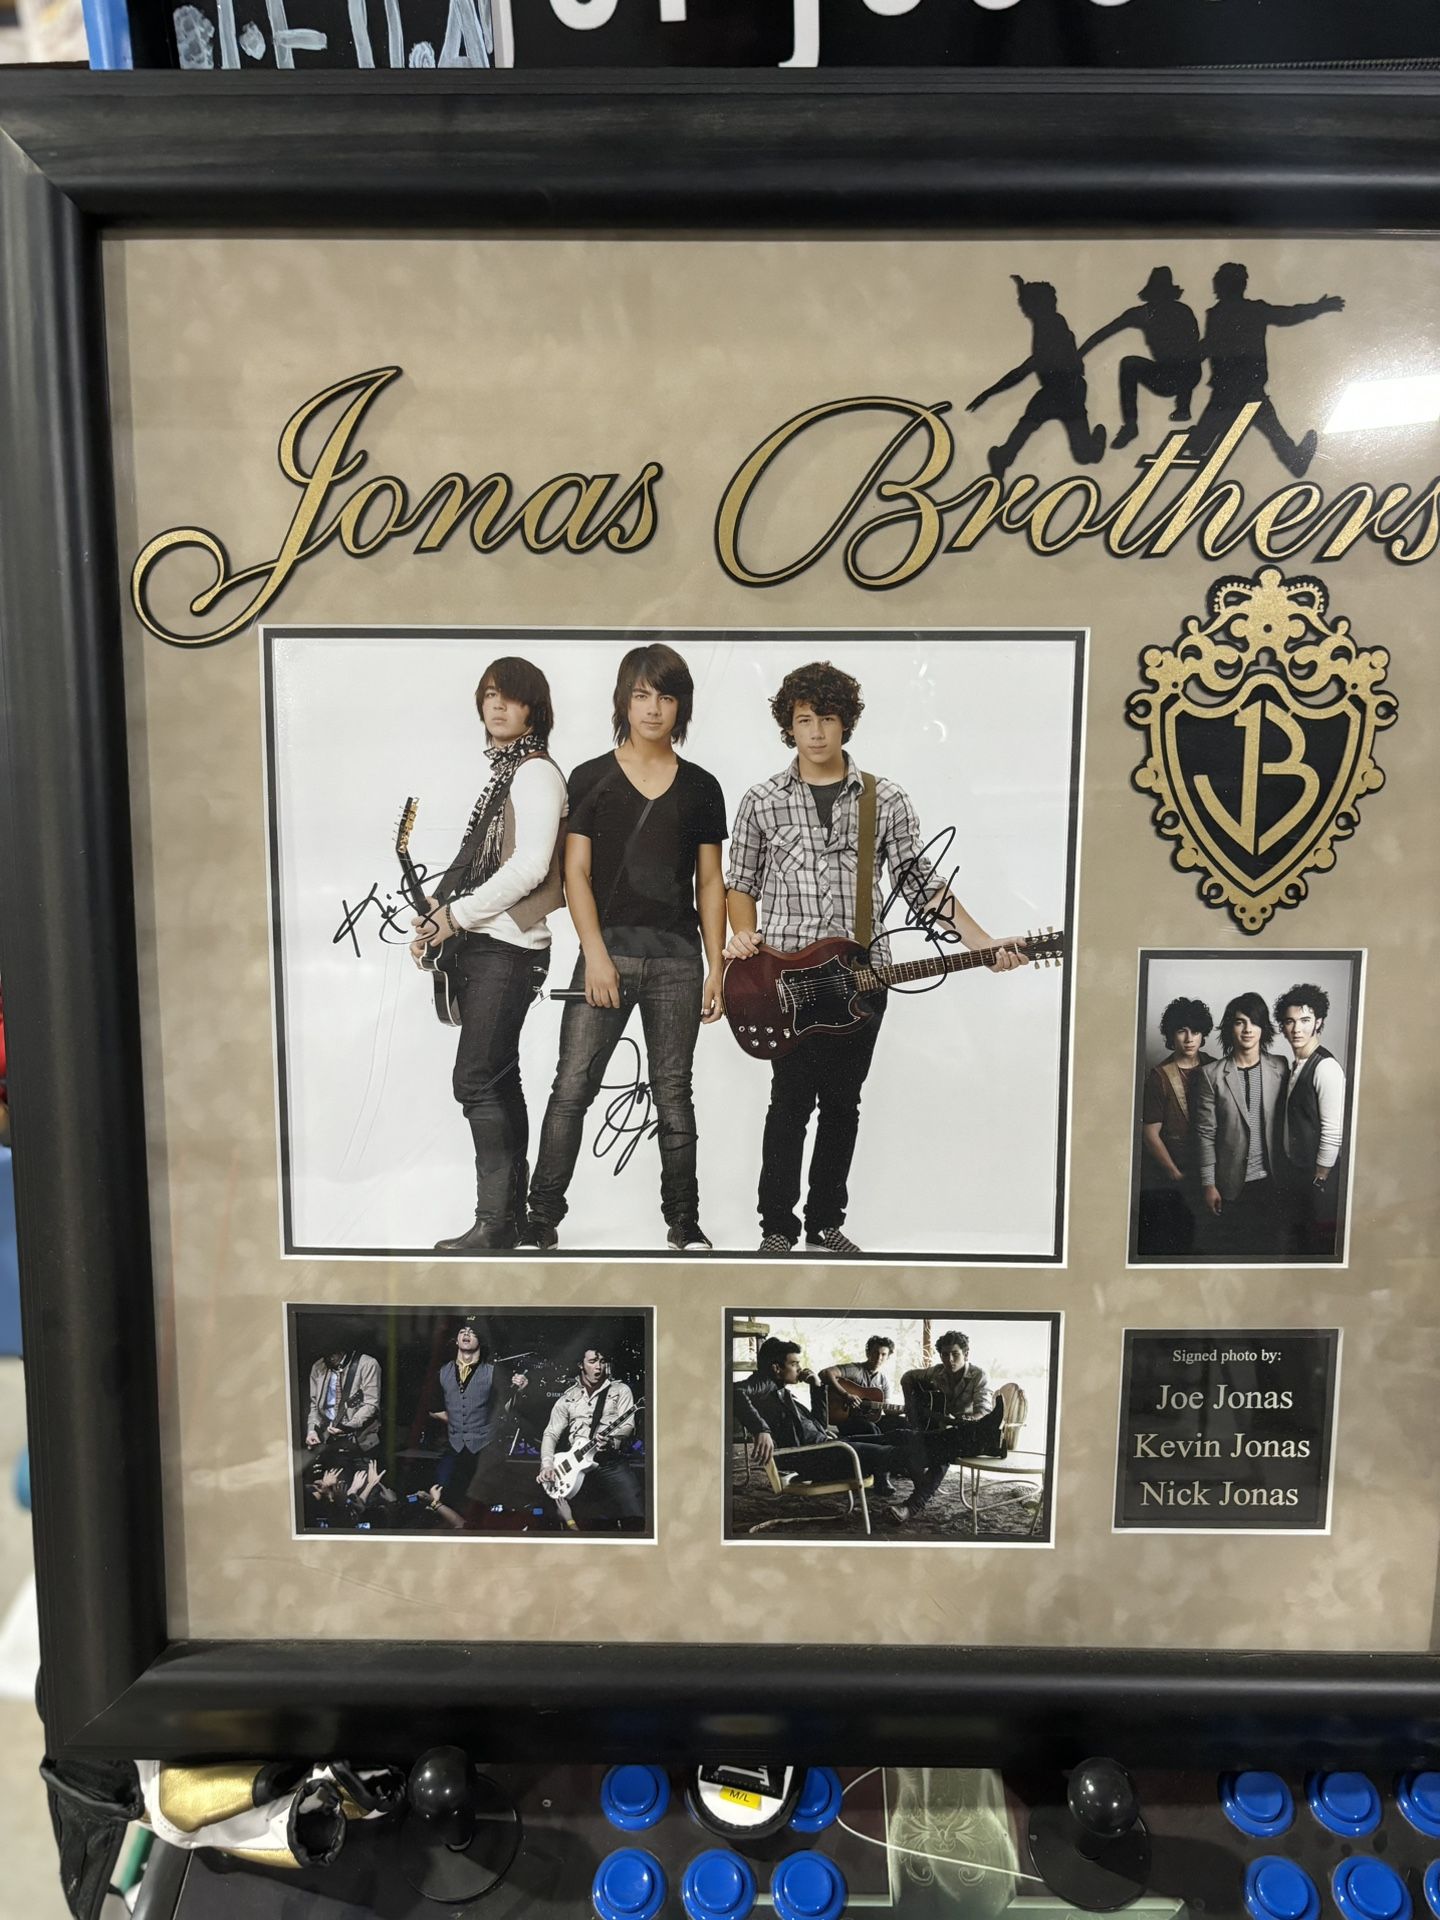 Jonas Brothers
JB
Signed photo by:
Joe Jonas
Kevin Jonas
Nick Jonas
M/L